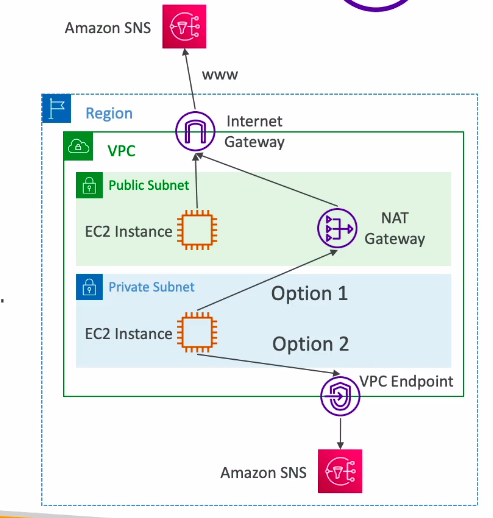 Amazon SNS
www
Region
Internet
Gateway
VPC
Public Subnet
EC2 Instance
NAT
Gateway
Private Subnet
Option 1
EC2 Instance
Option 2
VPC Endpoint
Amazon SNS